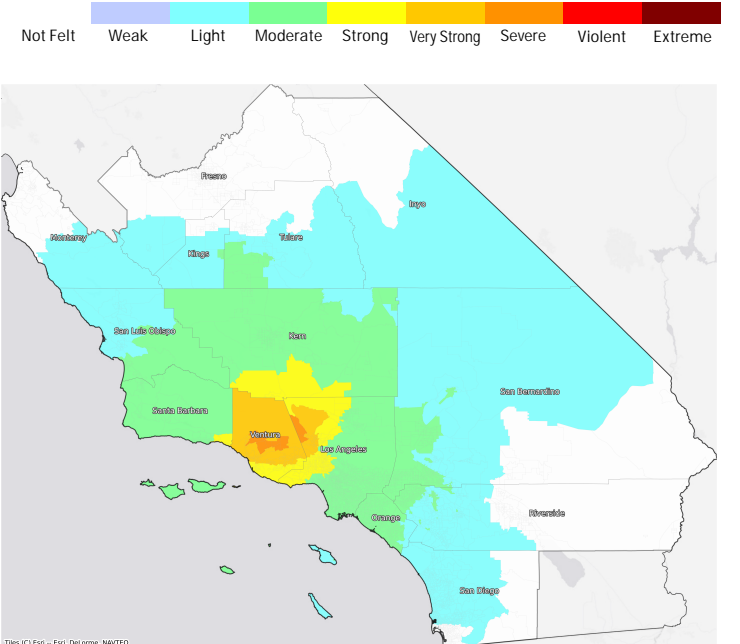 Not Felt Weak Light Moderate Strong Very Strong Severe Violent Extreme
Fresno
Inyo
Monterey
Tulare
Kings
San Luis Obispo
Kern
San Bernardino
Santa Barbara
Ventura
Los Angeles
Riverside
Orange
San Diego
Tiles (C) Esri -- Esri, DeLorme, NAVTEQ